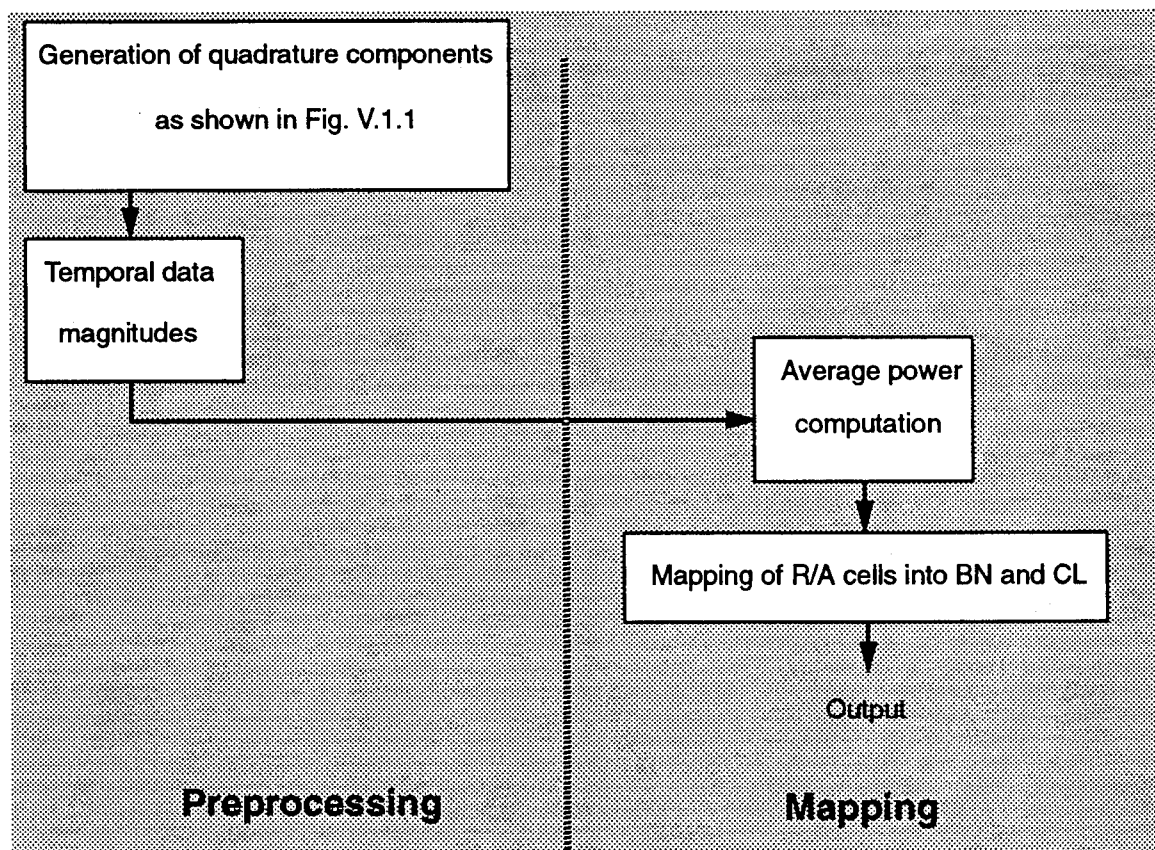 Generation of quadrature components
as shown in Fig. V.1.1
Temporal data
magnitudes
Average power
computation
Mapping of R/A cells into BN and CL
Output
Preprocessing
Mapping